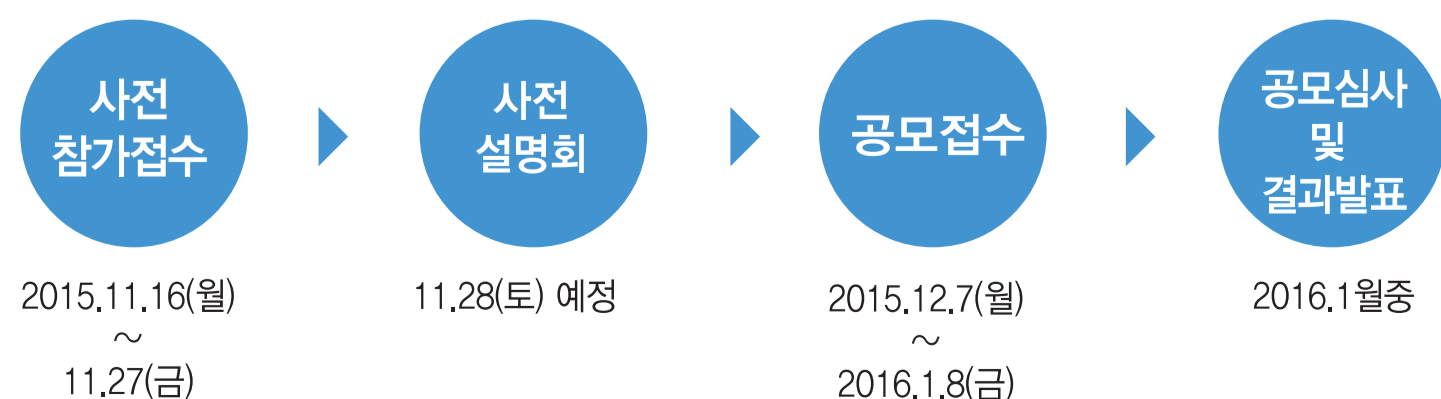 사전
참가접수
사전
설명회
공모접수
공모심사
및
결과발표
2015.11.16(월)
~
11.27(금)
11.28(토) 예정
2015.12.7(월)
~
2016.1.8(금)
2016.1월중